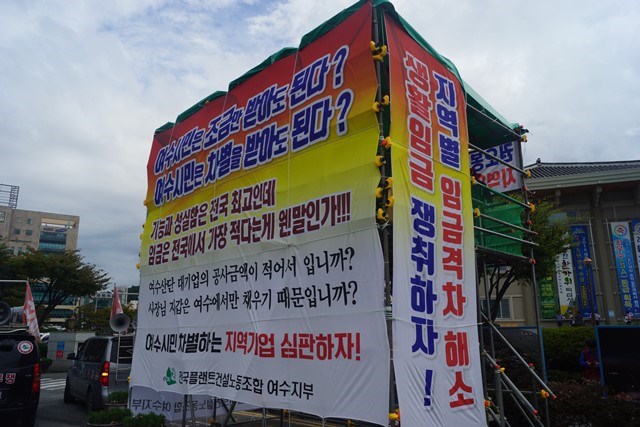 여수시민는 조금만 받아도 된다?
여수시민는 차별을 받아도 된다?
기능과 성실함은 전국 최고인데
임금은 전국에서 가장 적다는게 웬말인가!!!
여수산단 대기업의 공사금액이 적어서 입니까?
사장님 지갑은 여수에서만 채우기 때문입니까?
여수시민 차별하는 지역기업 심판하자!
전국플랜트건설노동조합 여수지부
지역별 임금격차 해소
생활임금 쟁취하자!